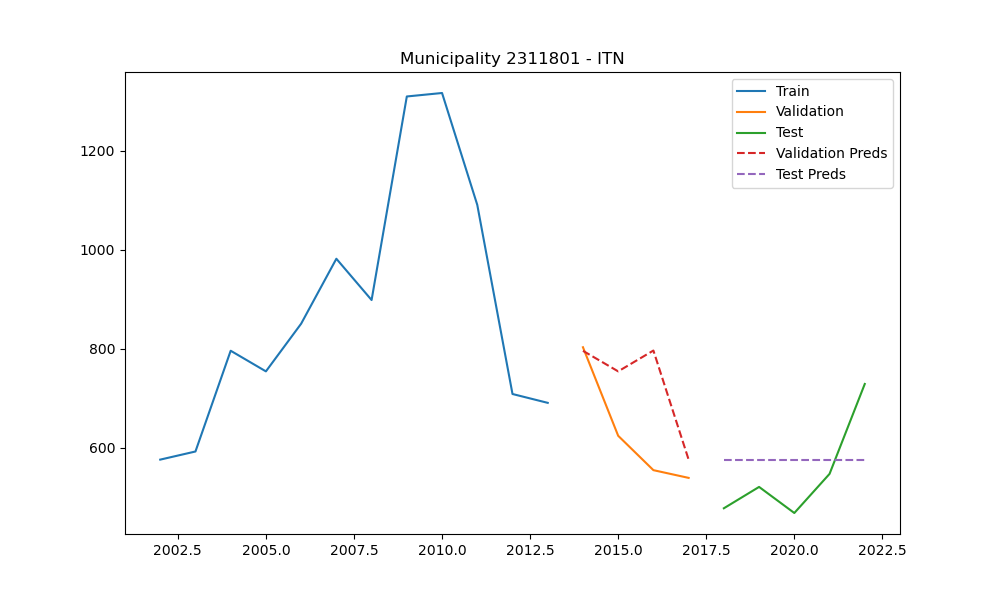 Municipality 2311801 - ITN
Train
Validation
Test
Validation Preds
Test Preds
1200
1000
800
600
2002.5 2005.0 2007.5 2010.0 2012.5 2015.0 2017.5 2020.0 2022.5